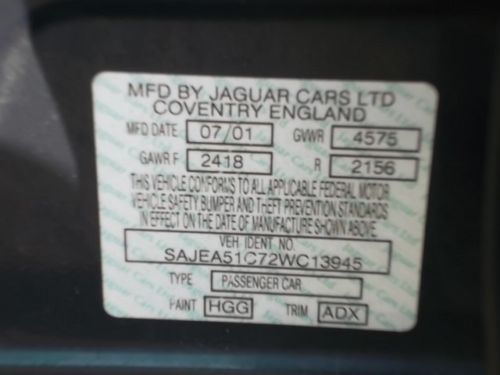 MFD BY JAGUAR CARS LTD
COVENTRY ENGLAND
MFD DATE 07/01 GVWR 4575
GAWR F 2418 R 2156
THIS VEHICLE CONFORMS TO ALL APPLICABLE FEDERAL MOTOR
VEHICLE SAFETY BUMPER AND THEFT PREVENTION STANDARDS
IN EFFECT ON THE DATE OF MANUFACTURE SHOWN ABOVE.
VEH IDENT NO.
SAJEA51C72WC13945
TYPE PASSENGER CAR
PAINT HGG TRIM ADX